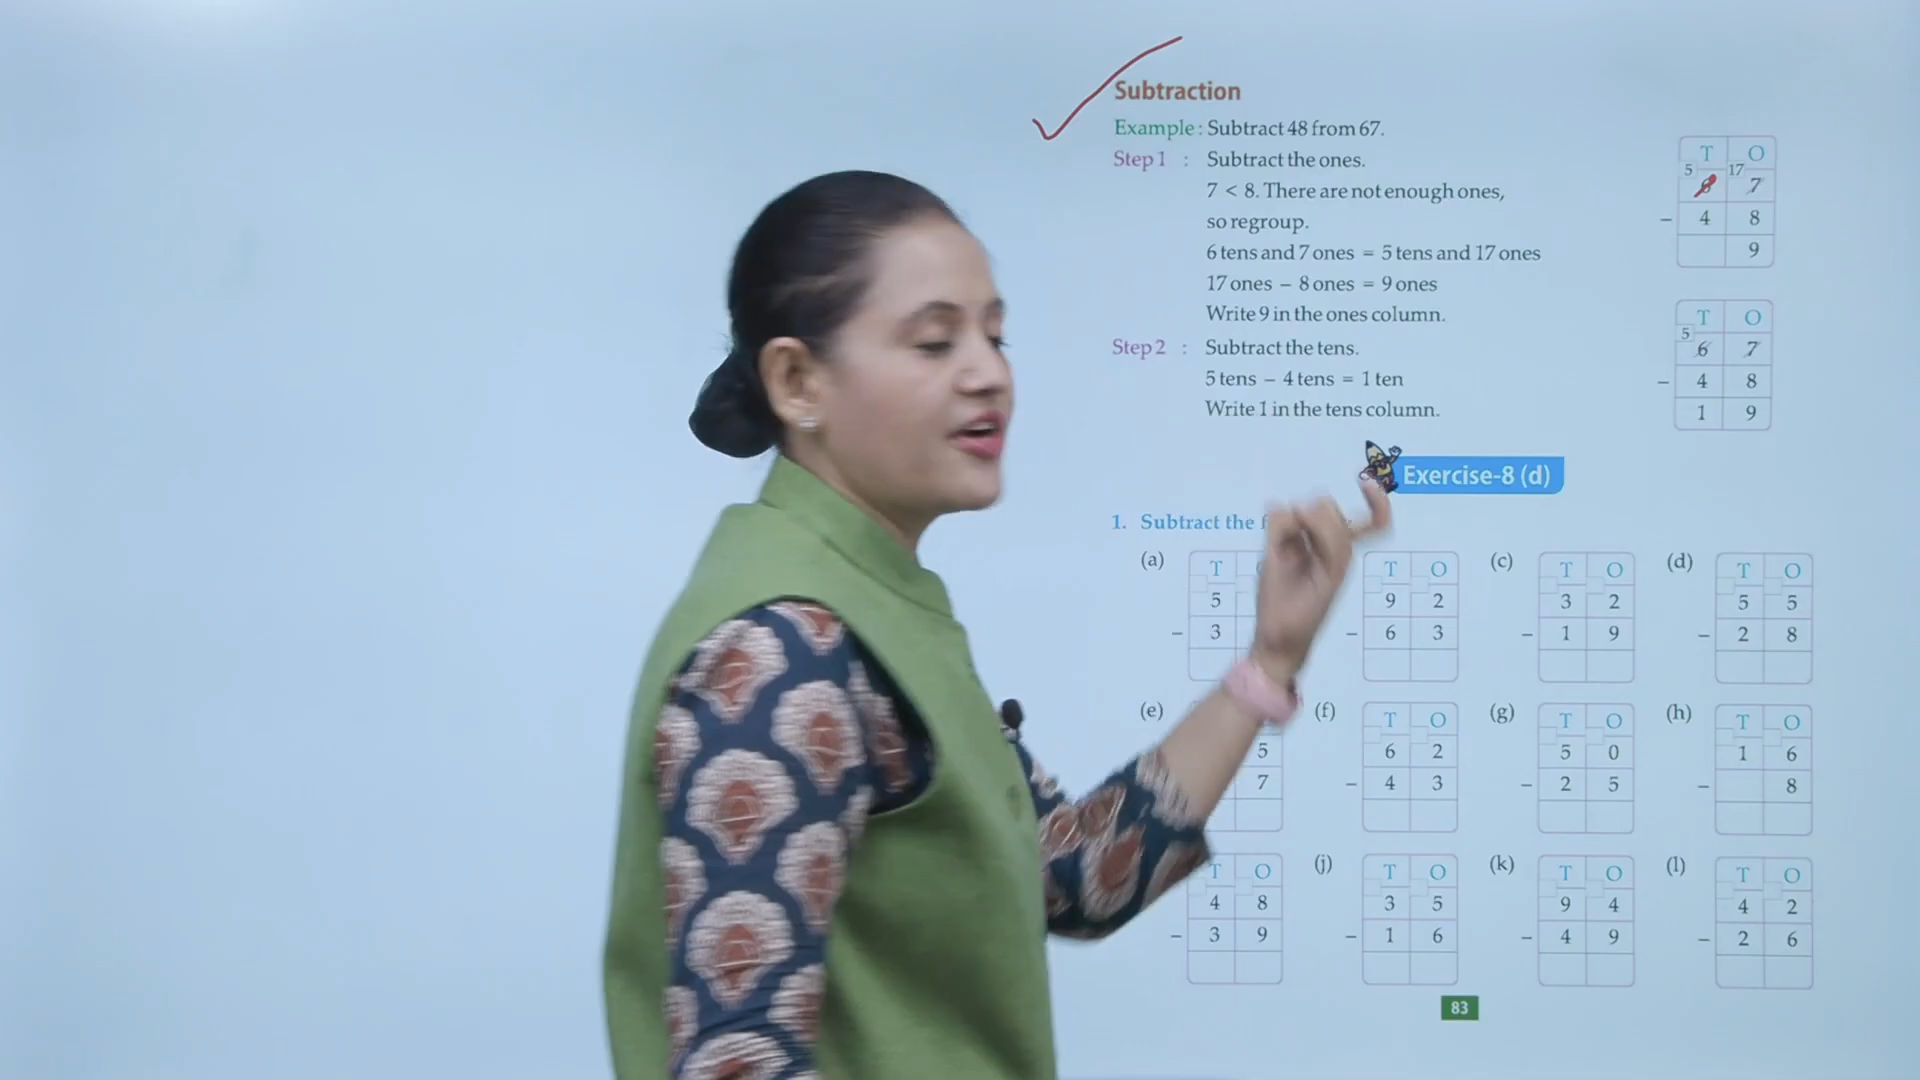 Subtraction
Example : Subtract 48 from 67.
Step 1 : Subtract the ones.
7 < 8. There are not enough ones,
so regroup.
6 tens and 7 ones = 5 tens and 17 ones
17 ones – 8 ones = 9 ones
Write 9 in the ones column.
T O
5 17
6 7
– 4 8
9
Step 2 : Subtract the tens.
5 tens – 4 tens = 1 ten
Write 1 in the tens column.
T O
5
6 7
– 4 8
1 9
Exercise-8 (d)
1. Subtract the
(a)
T
5
– 3
T O
9 2
– 6 3
(c)
T O
3 2
– 1 9
(d)
T O
5 5
– 2 8
(e)
5
7
(f)
T O
6 2
– 4 3
(g)
T O
5 0
– 2 5
(h)
T O
1 6
– 8
T O
4 8
– 3 9
(j)
T O
3 5
– 1 6
(k)
T O
9 4
– 4 9
(l)
T O
4 2
– 2 6
83